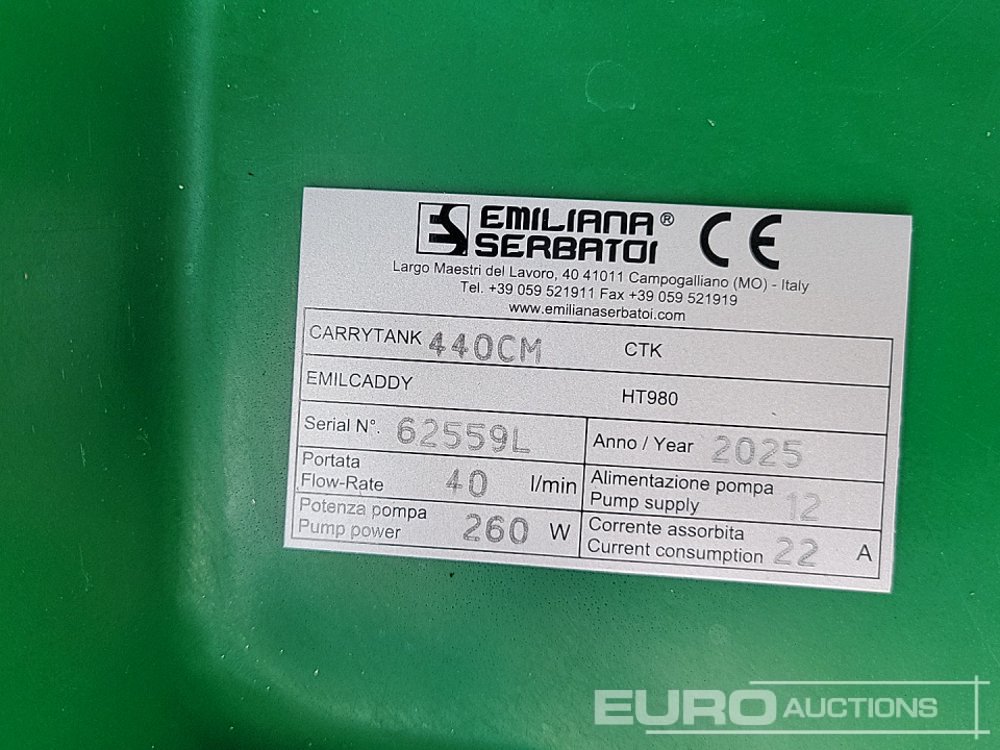 EMILIANA®
SERBATOI
CE
Largo Maestri del Lavoro, 40 41011 Campogalliano (MO) - Italy
Tel. +39 059 521911 Fax +39 059 521919
www.emilianaserbatoi.com
CARRYTANK 440CM CTK
EMILCADDY HT980
Serial N°. 62559L Anno / Year 2025
Portata
Flow-Rate 40 l/min
Alimentazione pompa
Pump supply 12
Potenza pompa
Pump power 260 W
Corrente assorbita
Current consumption 22 A
EURO AUCTIONS